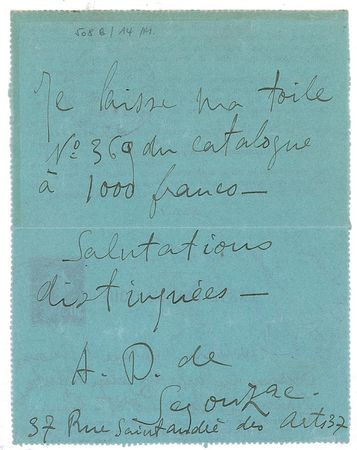 508 B / 14 M.
Je laisse ma toile
Nº 369 du catalogue
à 1000 francs —
Salutations
distinguées —
A. D. de
Segonzac.
37 Rue Saint andré des Arts 37